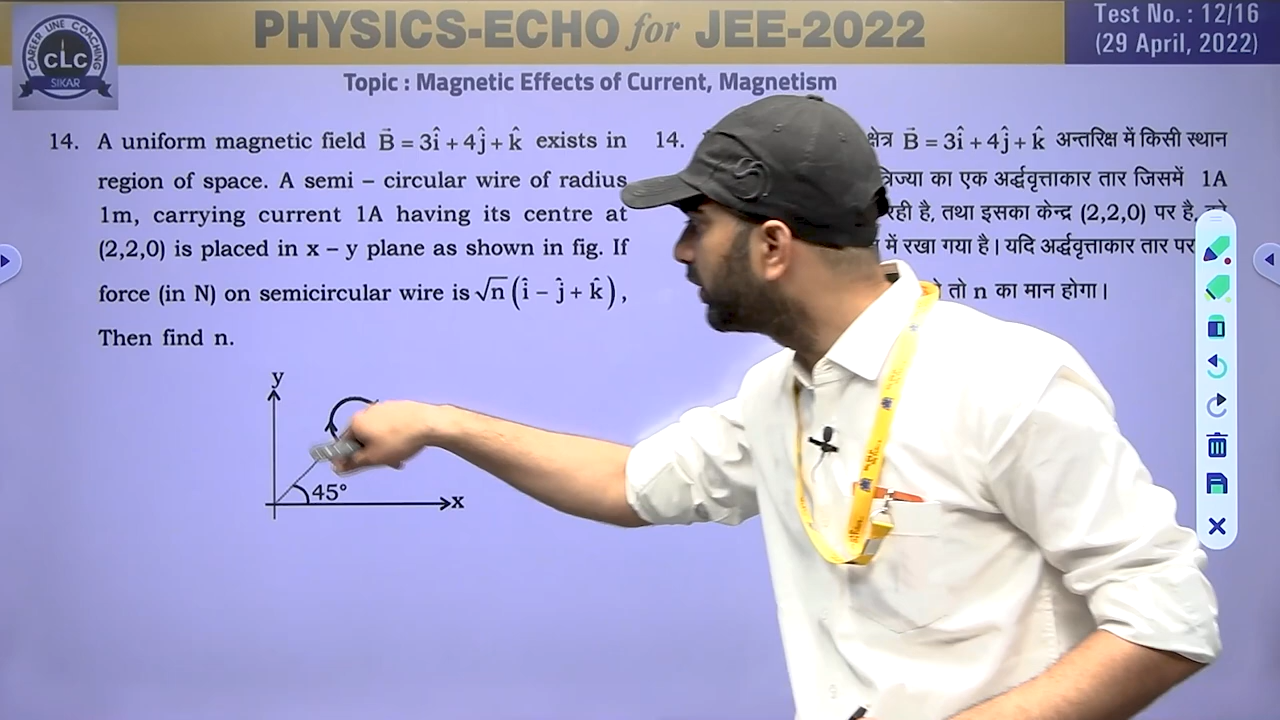 PHYSICS-ECHO for JEE-2022
Test No. : 12/16
(29 April, 2022)
CAREER LINE COACHING
CLC
SIKAR
Topic : Magnetic Effects of Current, Magnetism
14. A uniform magnetic field B⃗ = 3î + 4ĵ + k̂ exists in
region of space. A semi – circular wire of radius
1m, carrying current 1A having its centre at
(2,2,0) is placed in x – y plane as shown in fig. If
force (in N) on semicircular wire is √n (î − ĵ + k̂),
Then find n.
14. क्षेत्र B⃗ = 3î + 4ĵ + k̂ अन्तरिक्ष में किसी स्थान
का एक अर्द्धवृत्ताकार तार जिसमें 1A
रही है, तथा इसका केन्द्र (2,2,0) पर है,
में रखा गया है। यदि अर्द्धवृत्ताकार तार पर
तो n का मान होगा।
y
45°
x